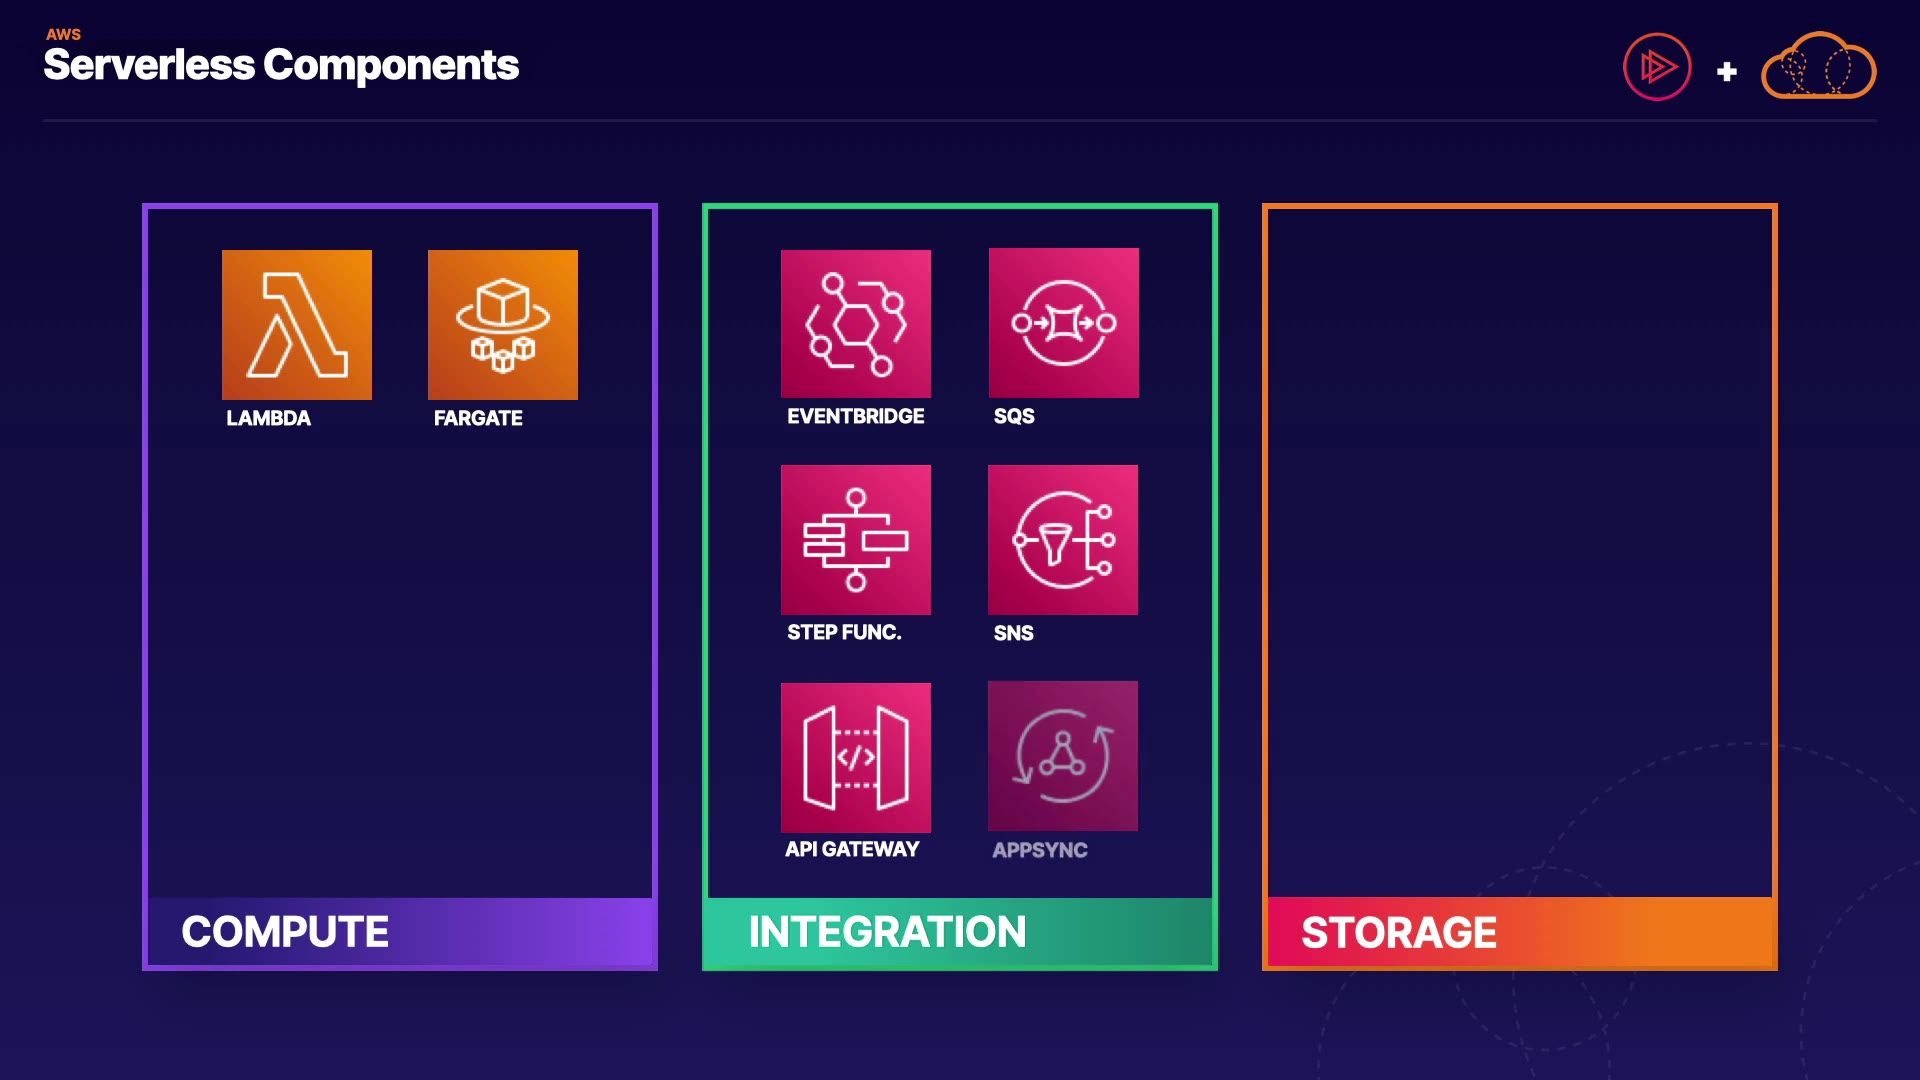 AWS
Serverless Components
LAMBDA
FARGATE
COMPUTE
EVENTBRIDGE
SQS
STEP FUNC.
SNS
</>
API GATEWAY
APPSYNC
INTEGRATION
STORAGE